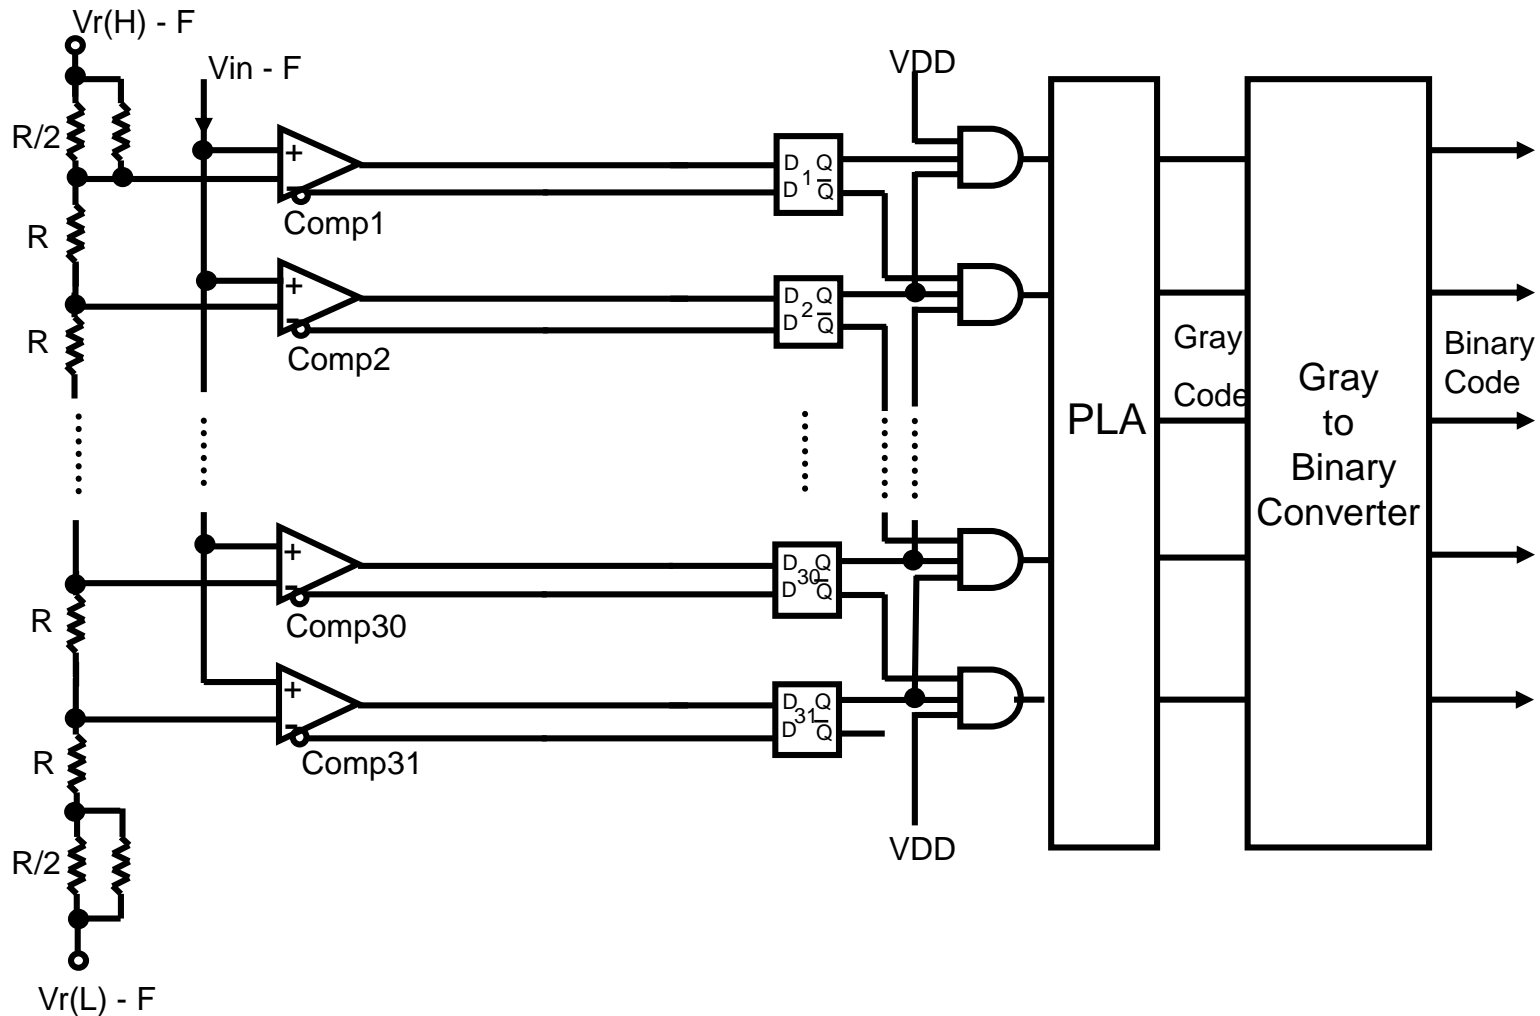 Vr(H) - F
Vin - F
VDD
R/2
+
-
Comp1
D Q
1
D Q̅
R
+
-
Comp2
D Q
2
D Q̅
R
Gray
Code
Binary
Code
PLA
Gray
to
Binary
Converter
+
-
Comp30
D Q
30
D Q̅
R
+
-
Comp31
D Q
31
D Q̅
R
R/2
VDD
Vr(L) - F